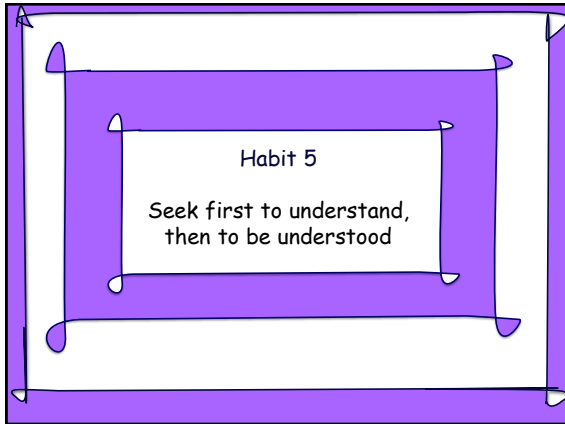 Habit 5
Seek first to understand,
then to be understood